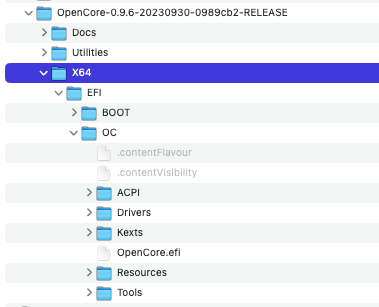 OpenCore-0.9.6-20230930-0989cb2-RELEASE
Docs
Utilities
X64
EFI
BOOT
OC
.contentFlavour
.contentVisibility
ACPI
Drivers
Kexts
OpenCore.efi
Resources
Tools